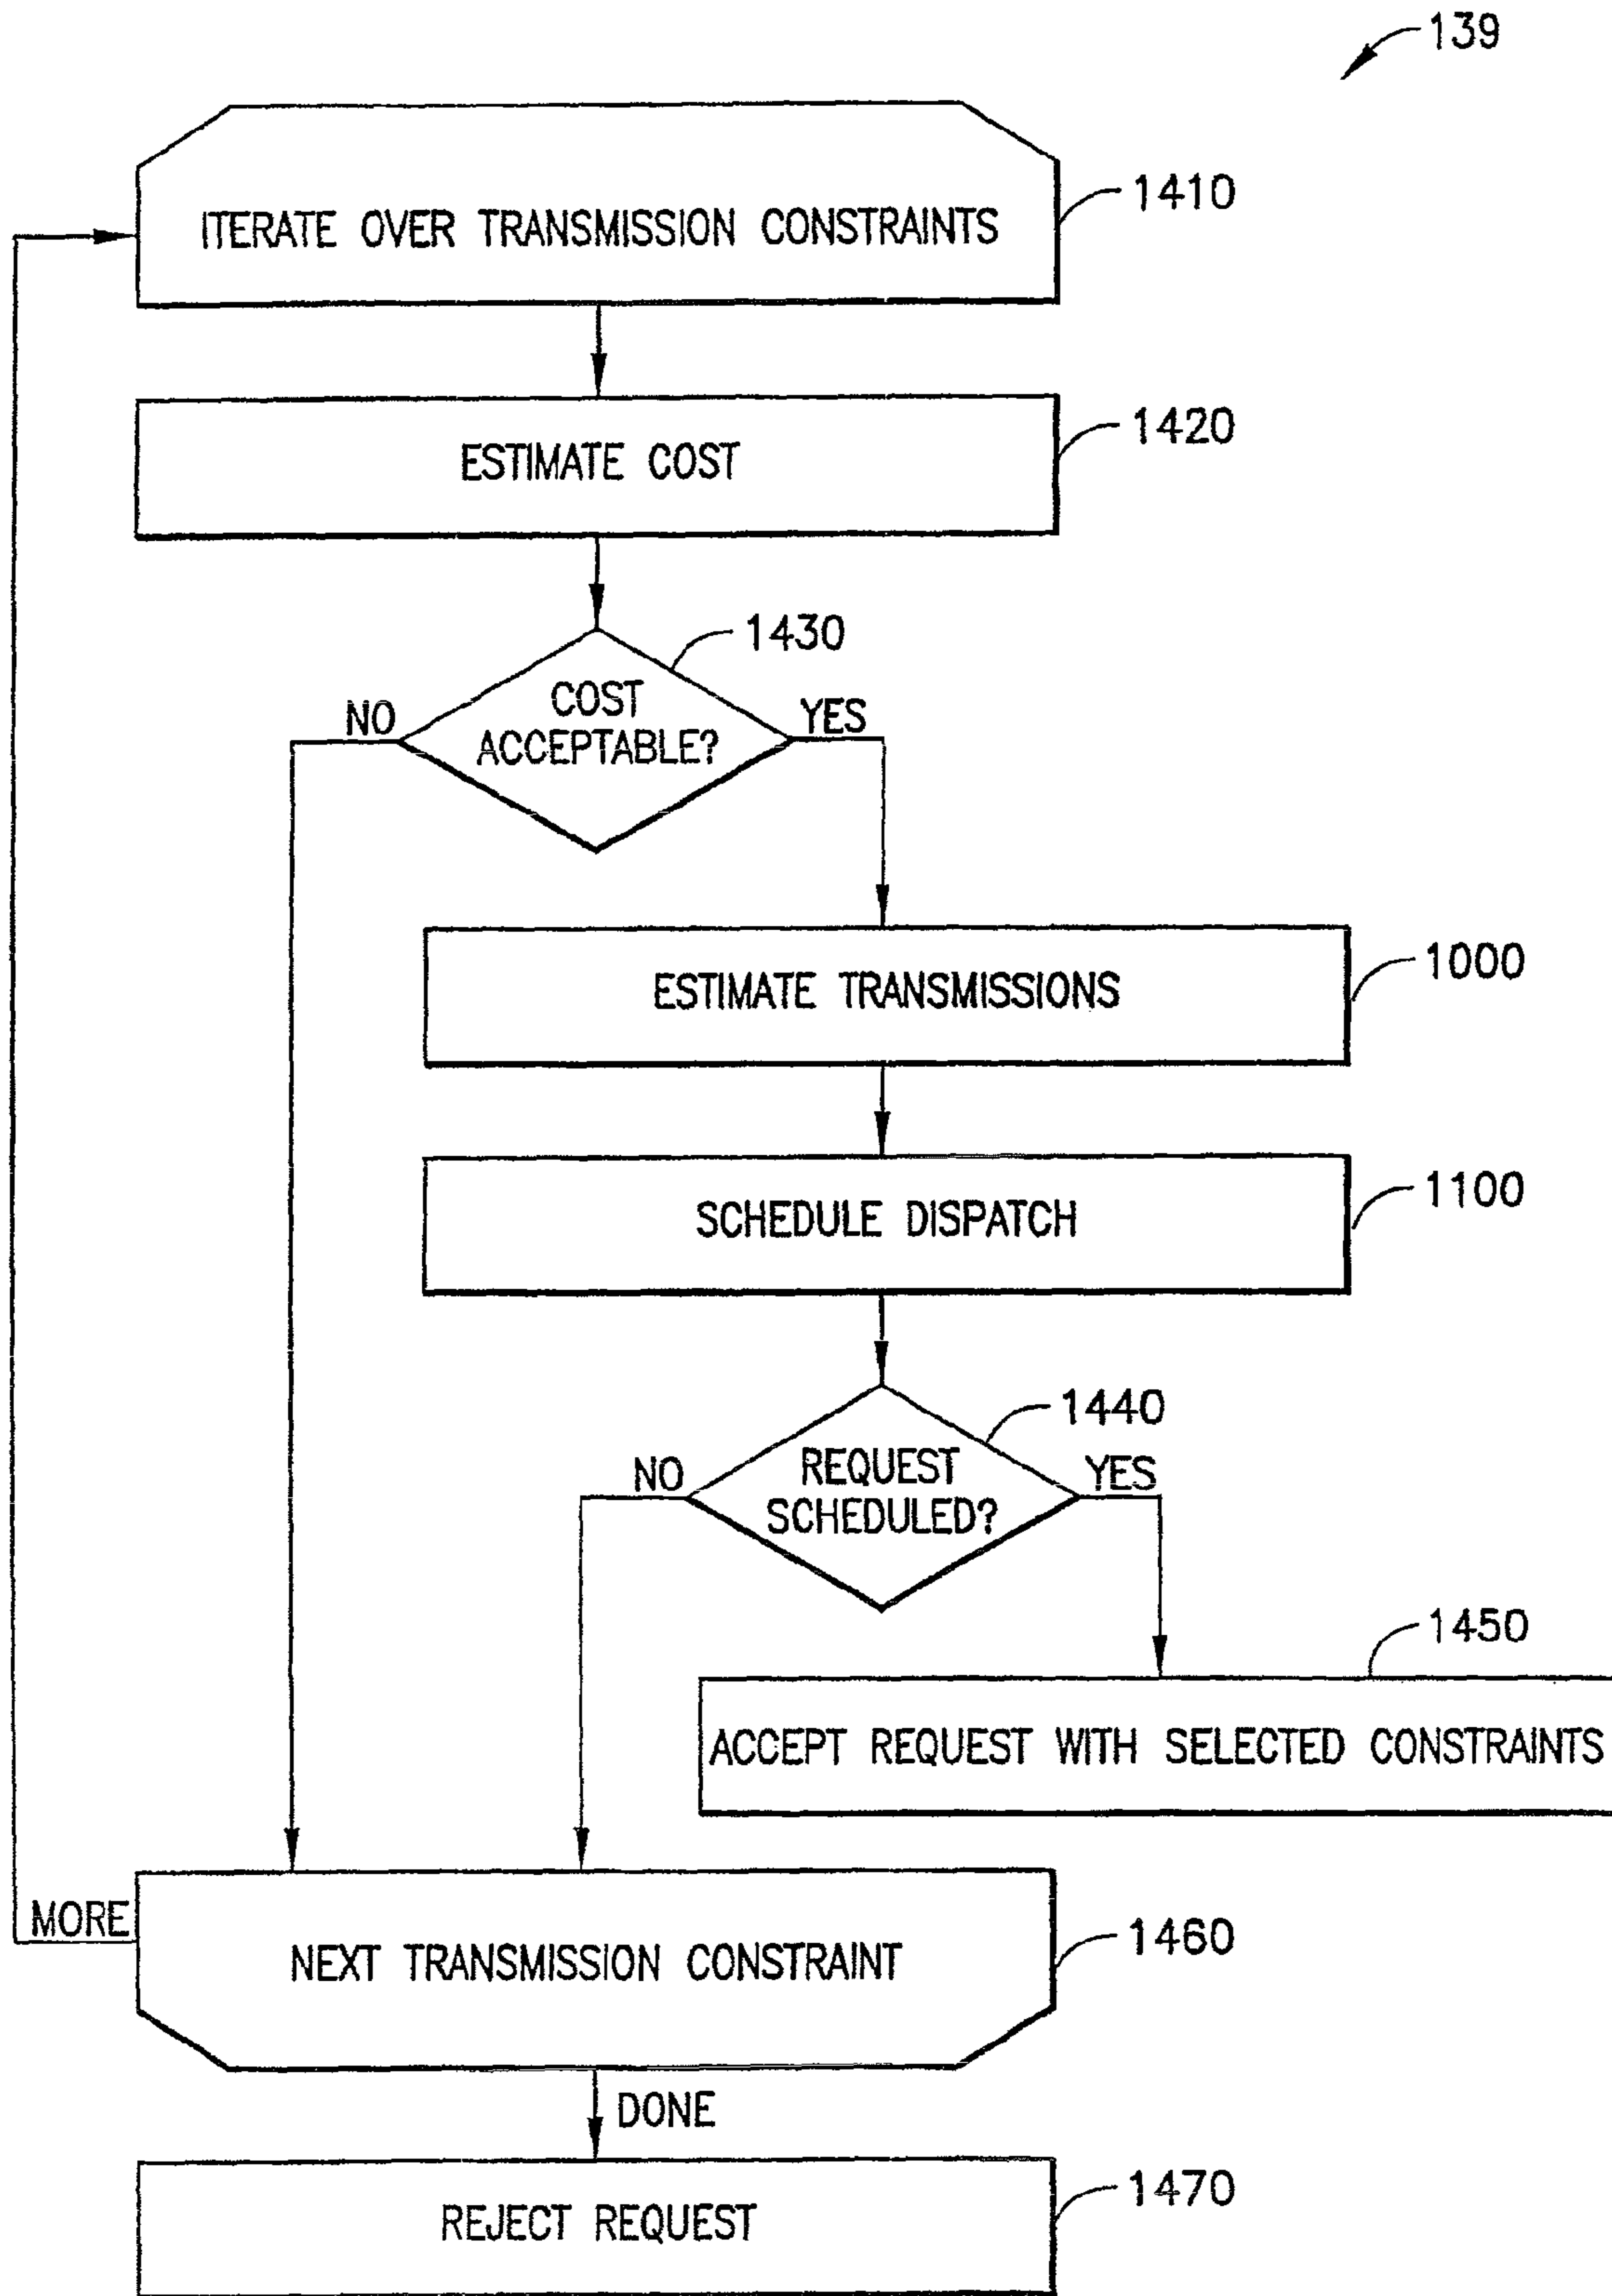 139
ITERATE OVER TRANSMISSION CONSTRAINTS
1410
ESTIMATE COST
1420
1430
COST
ACCEPTABLE?
NO
YES
ESTIMATE TRANSMISSIONS
1000
SCHEDULE DISPATCH
1100
1440
REQUEST
SCHEDULED?
NO
YES
1450
ACCEPT REQUEST WITH SELECTED CONSTRAINTS
MORE
NEXT TRANSMISSION CONSTRAINT
1460
DONE
REJECT REQUEST
1470